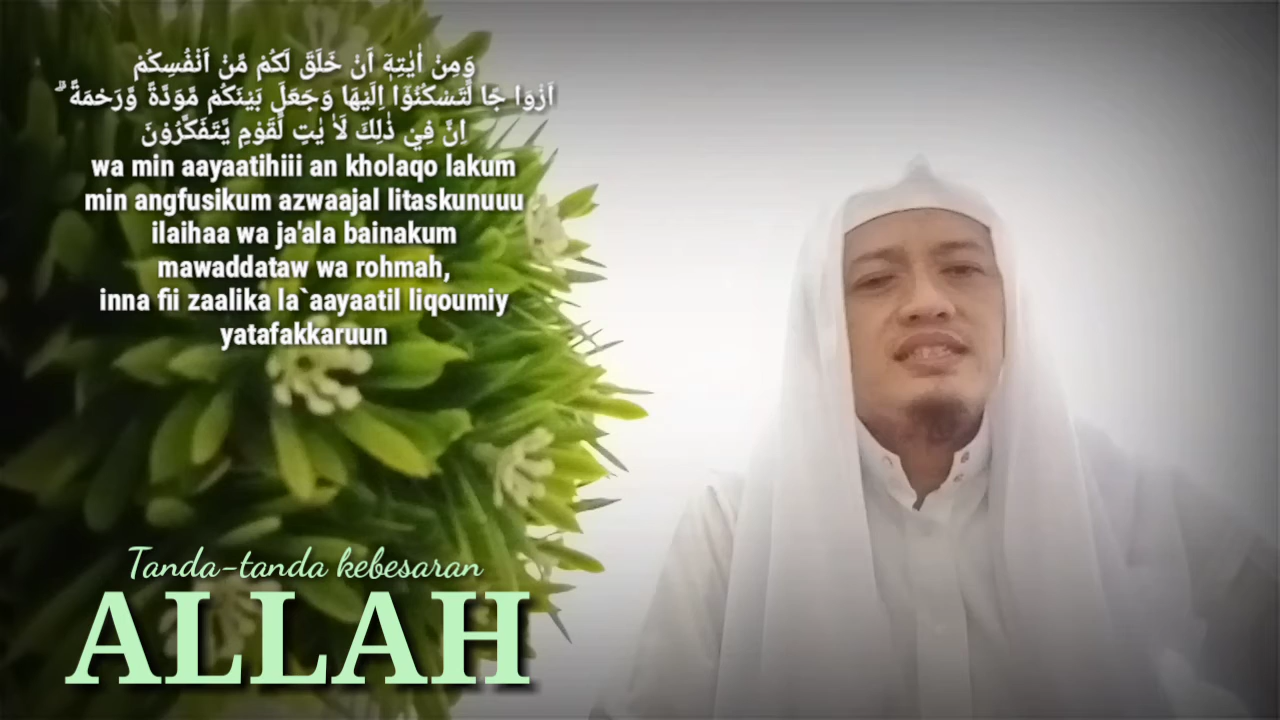 وَمِنْ اٰيٰتِهٖٓ اَنْ خَلَقَ لَكُمْ مِّنْ اَنْفُسِكُمْ
اَزْوَا جًا لِّتَسْكُنُوْۤا اِلَيْهَا وَجَعَلَ بَيْنَكُمْ مَّوَدَّةً وَّرَحْمَةً ۗ
اِنَّ فِيْ ذٰلِكَ لَاٰ يٰتٍ لِّقَوْمٍ يَّتَفَكَّرُوْنَ
wa min aayaatihiii an kholaqo lakum
min angfusikum azwaajal litaskunuuu
ilaihaa wa ja'ala bainakum
mawaddataw wa rohmah,
inna fii zaalika la`aayaatil liqoumiy
yatafakkaruun
Tanda-tanda kebesaran
ALLAH